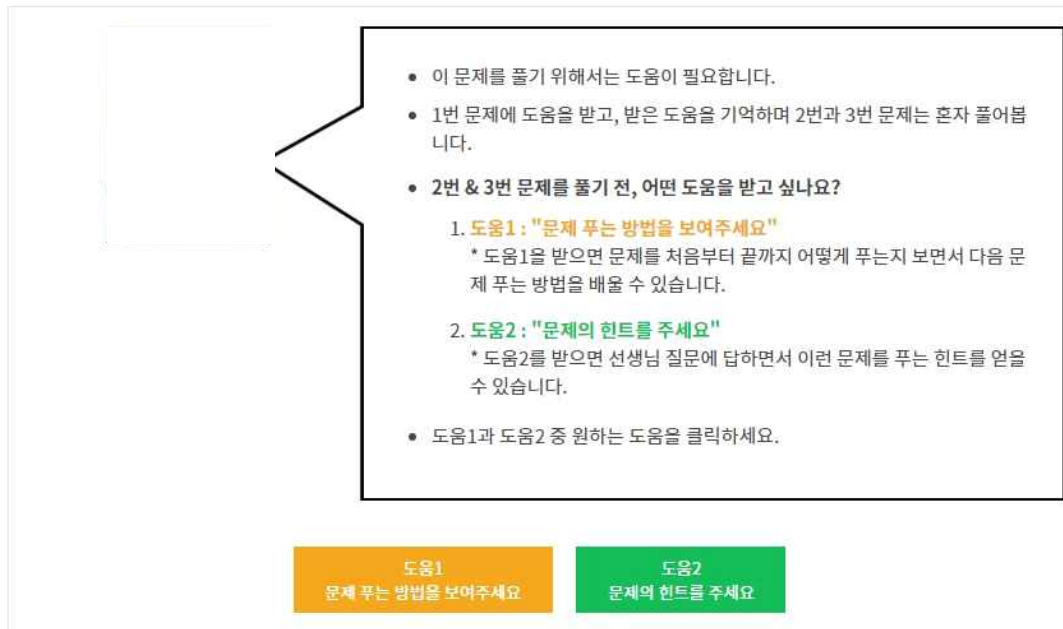 • 이 문제를 풀기 위해서는 도움이 필요합니다.
• 1번 문제에 도움을 받고, 받은 도움을 기억하며 2번과 3번 문제는 혼자 풀어봅
니다.
• 2번 & 3번 문제를 풀기 전, 어떤 도움을 받고 싶나요?
1. 도움1 : "문제 푸는 방법을 보여주세요"
* 도움1을 받으면 문제를 처음부터 끝까지 어떻게 푸는지 보면서 다음 문
제 푸는 방법을 배울 수 있습니다.
2. 도움2 : "문제의 힌트를 주세요"
* 도움2를 받으면 선생님 질문에 답하면서 이런 문제를 푸는 힌트를 얻을
수 있습니다.
• 도움1과 도움2 중 원하는 도움을 클릭하세요.
도움1
문제 푸는 방법을 보여주세요
도움2
문제의 힌트를 주세요